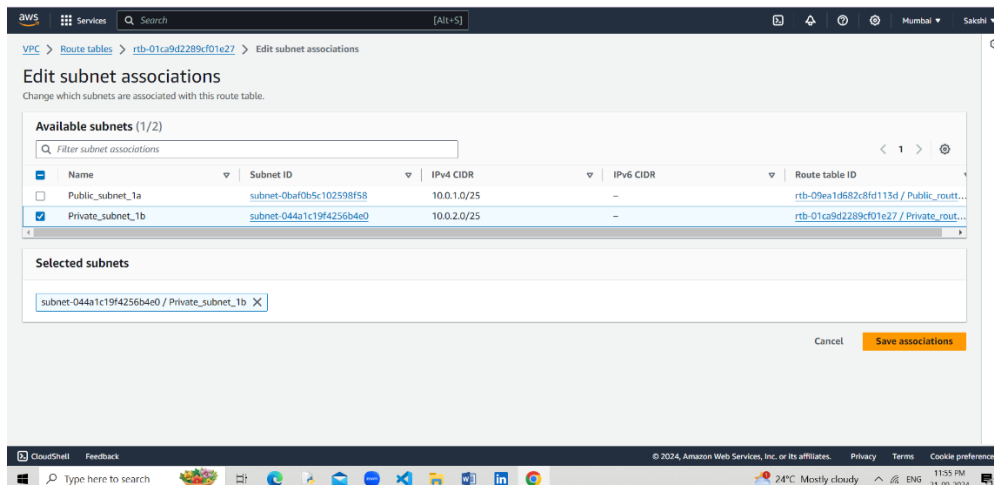 aws Services Search [Alt+S] Mumbai Sakshi
VPC > Route tables > rtb-01ca9d2289cf01e27 > Edit subnet associations
Edit subnet associations
Change which subnets are associated with this route table.
Available subnets (1/2)
Filter subnet associations
< 1 >
Name Subnet ID IPv4 CIDR IPv6 CIDR Route table ID
Public_subnet_1a subnet-0baf0b5c102598f58 10.0.1.0/25 – rtb-09ea1d682c8fd113d / Public_routt...
Private_subnet_1b subnet-044a1c19f4256b4e0 10.0.2.0/25 – rtb-01ca9d2289cf01e27 / Private_rout...
Selected subnets
subnet-044a1c19f4256b4e0 / Private_subnet_1b X
Cancel Save associations
CloudShell Feedback © 2024, Amazon Web Services, Inc. or its affiliates. Privacy Terms Cookie preference
Type here to search 24°C Mostly cloudy ENG 11:55 PM
21-09-2024